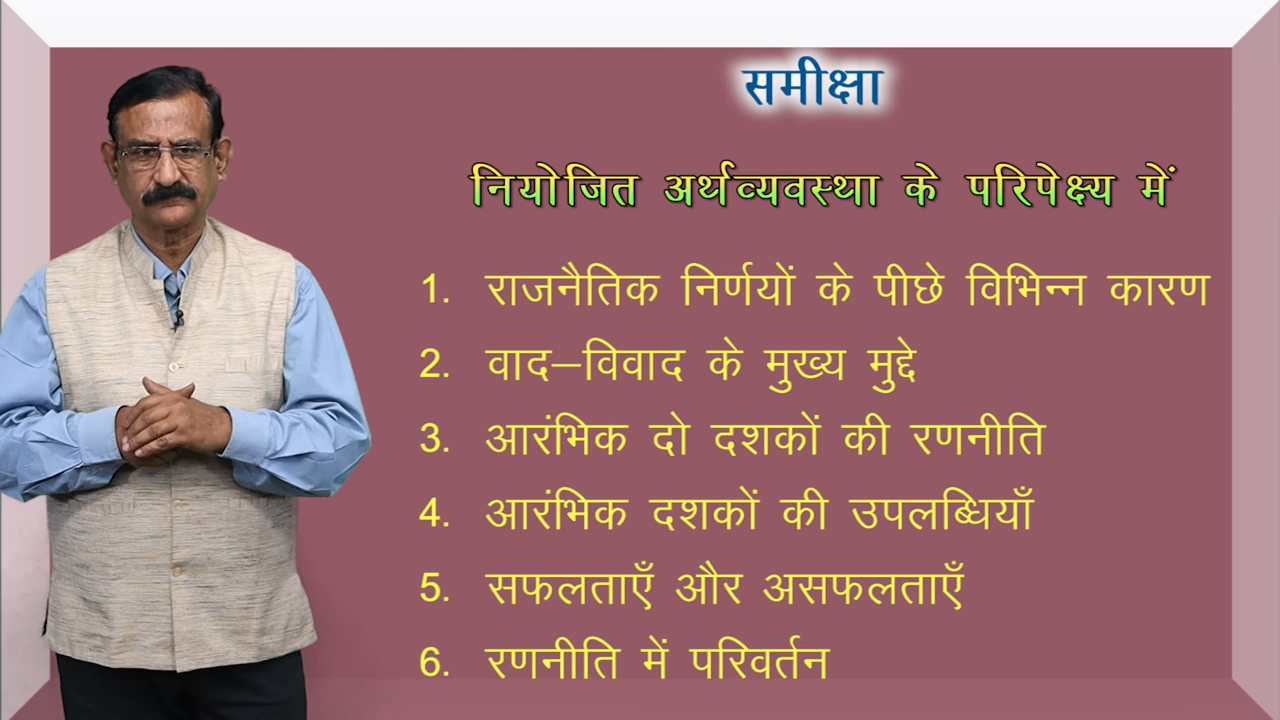 समीक्षा
नियोजित अर्थव्यवस्था के परिपेक्ष्य में
1. राजनैतिक निर्णयों के पीछे विभिन्न कारण
2. वाद–विवाद के मुख्य मुद्दे
3. आरंभिक दो दशकों की रणनीति
4. आरंभिक दशकों की उपलब्धियाँ
5. सफलताएँ और असफलताएँ
6. रणनीति में परिवर्तन